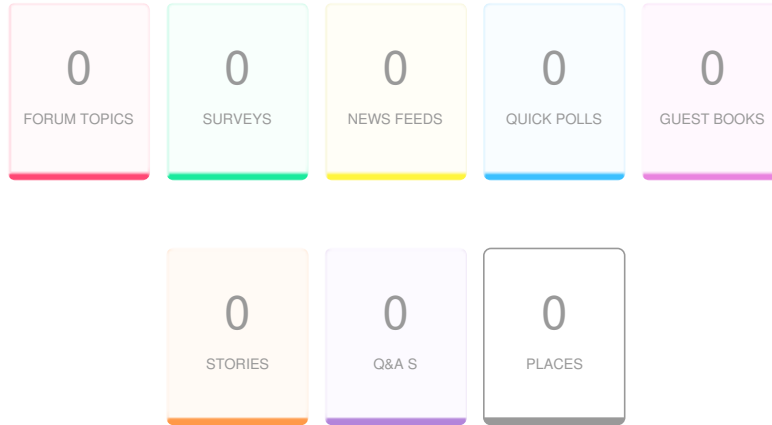 0 0 0 0 0
FORUM TOPICS SURVEYS NEWS FEEDS QUICK POLLS GUEST BOOKS
0 0 0
STORIES Q&A S PLACES